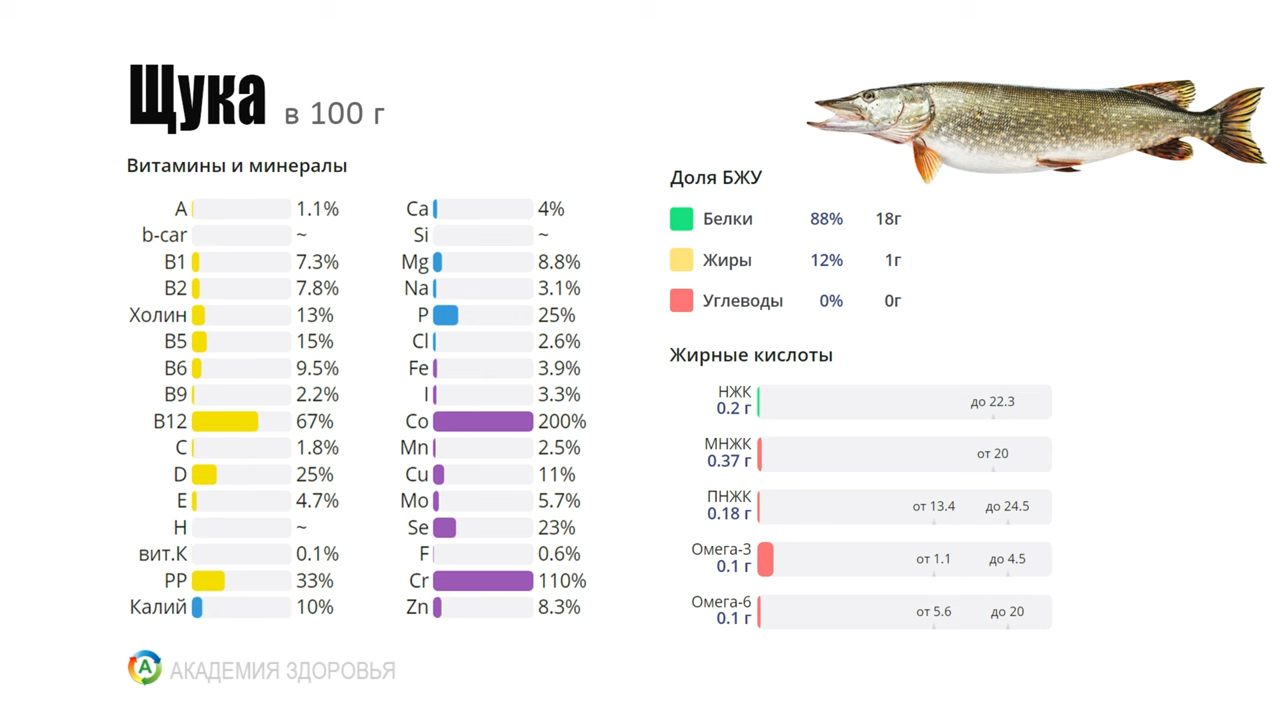 Щука в 100 г
Витамины и минералы
A 1.1%
b-car ~
B1 7.3%
B2 7.8%
Холин 13%
B5 15%
B6 9.5%
B9 2.2%
B12 67%
C 1.8%
D 25%
E 4.7%
H ~
вит.К 0.1%
PP 33%
Калий 10%
Ca 4%
Si ~
Mg 8.8%
Na 3.1%
P 25%
Cl 2.6%
Fe 3.9%
I 3.3%
Co 200%
Mn 2.5%
Cu 11%
Mo 5.7%
Se 23%
F 0.6%
Cr 110%
Zn 8.3%
Доля БЖУ
Белки 88% 18г
Жиры 12% 1г
Углеводы 0% 0г
Жирные кислоты
НЖК
0.2 г
до 22.3
МНЖК
0.37 г
от 20
ПНЖК
0.18 г
от 13.4 до 24.5
Омега-3
0.1 г
от 1.1 до 4.5
Омега-6
0.1 г
от 5.6 до 20
А АКАДЕМИЯ ЗДОРОВЬЯ